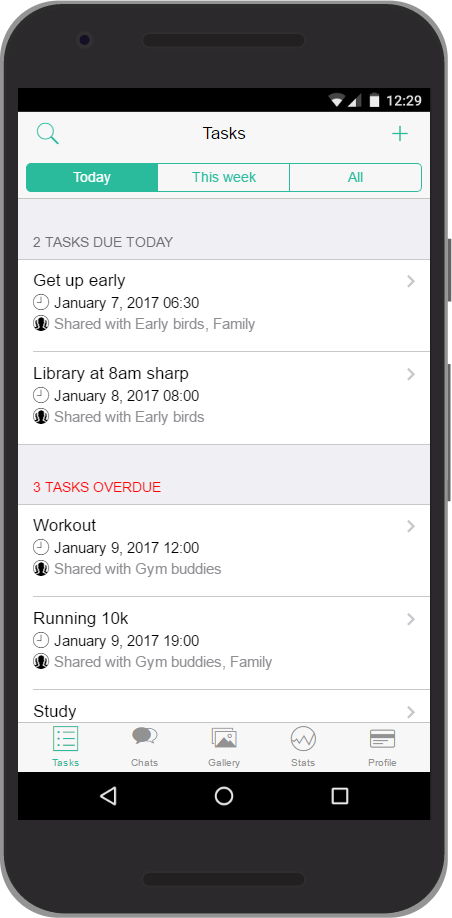 12:29
Tasks
Today This week All
2 TASKS DUE TODAY
Get up early
January 7, 2017 06:30
Shared with Early birds, Family
Library at 8am sharp
January 8, 2017 08:00
Shared with Early birds
3 TASKS OVERDUE
Workout
January 9, 2017 12:00
Shared with Gym buddies
Running 10k
January 9, 2017 19:00
Shared with Gym buddies, Family
Study
Tasks Chats Gallery Stats Profile